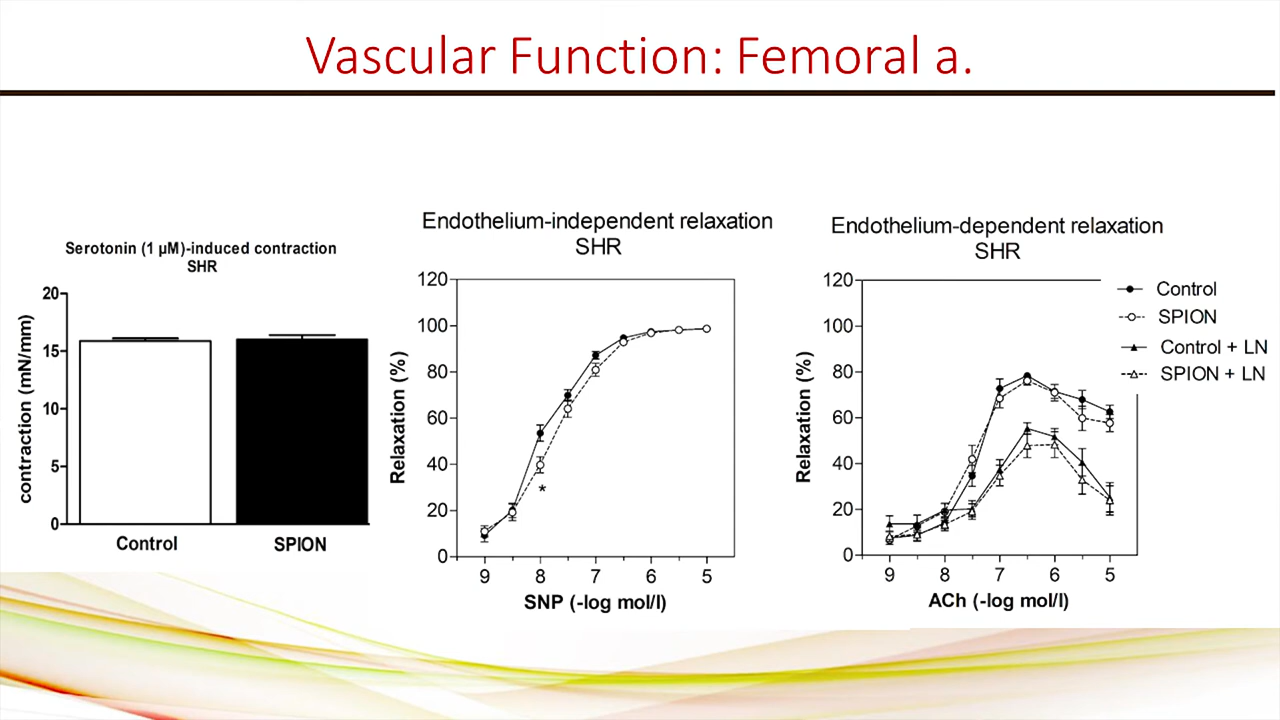 Vascular Function: Femoral a.
Serotonin (1 µM)-induced contraction
SHR
20
15
10
5
0
contraction (mN/mm)
Control
SPION
Endothelium-independent relaxation
SHR
120
100
80
60
40
20
0
Relaxation (%)
*
9 8 7 6 5
SNP (-log mol/l)
Endothelium-dependent relaxation
SHR
120
100
80
60
40
20
0
Relaxation (%)
9 8 7 6 5
ACh (-log mol/l)
Control
SPION
Control + LN
SPION + LN